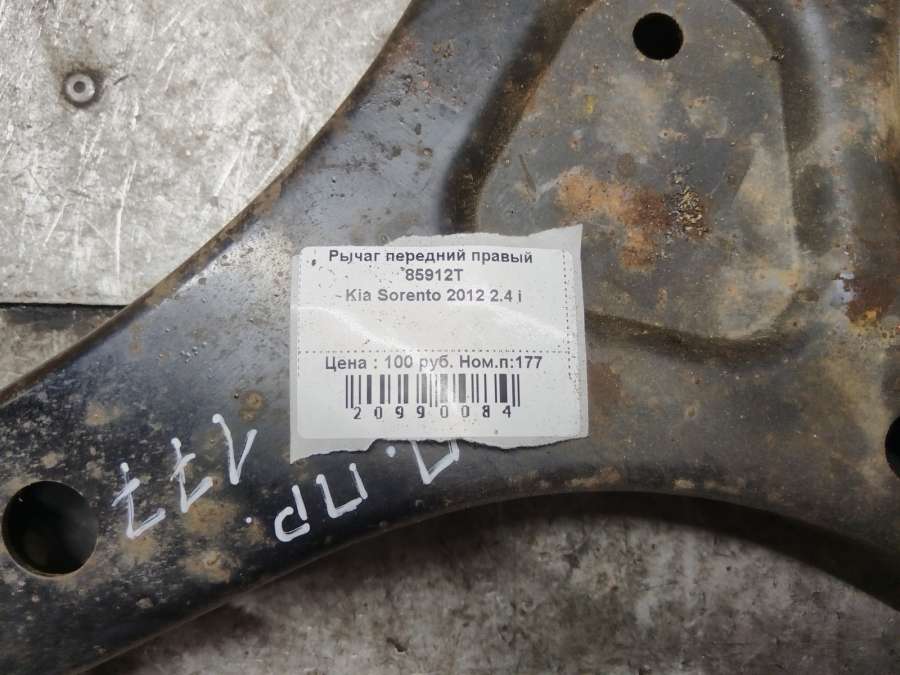 Рычаг передний правый
85912T
Kia Sorento 2012 2.4 i
Цена : 100 руб. Ном.п:177
20990084
П. ПР.
177